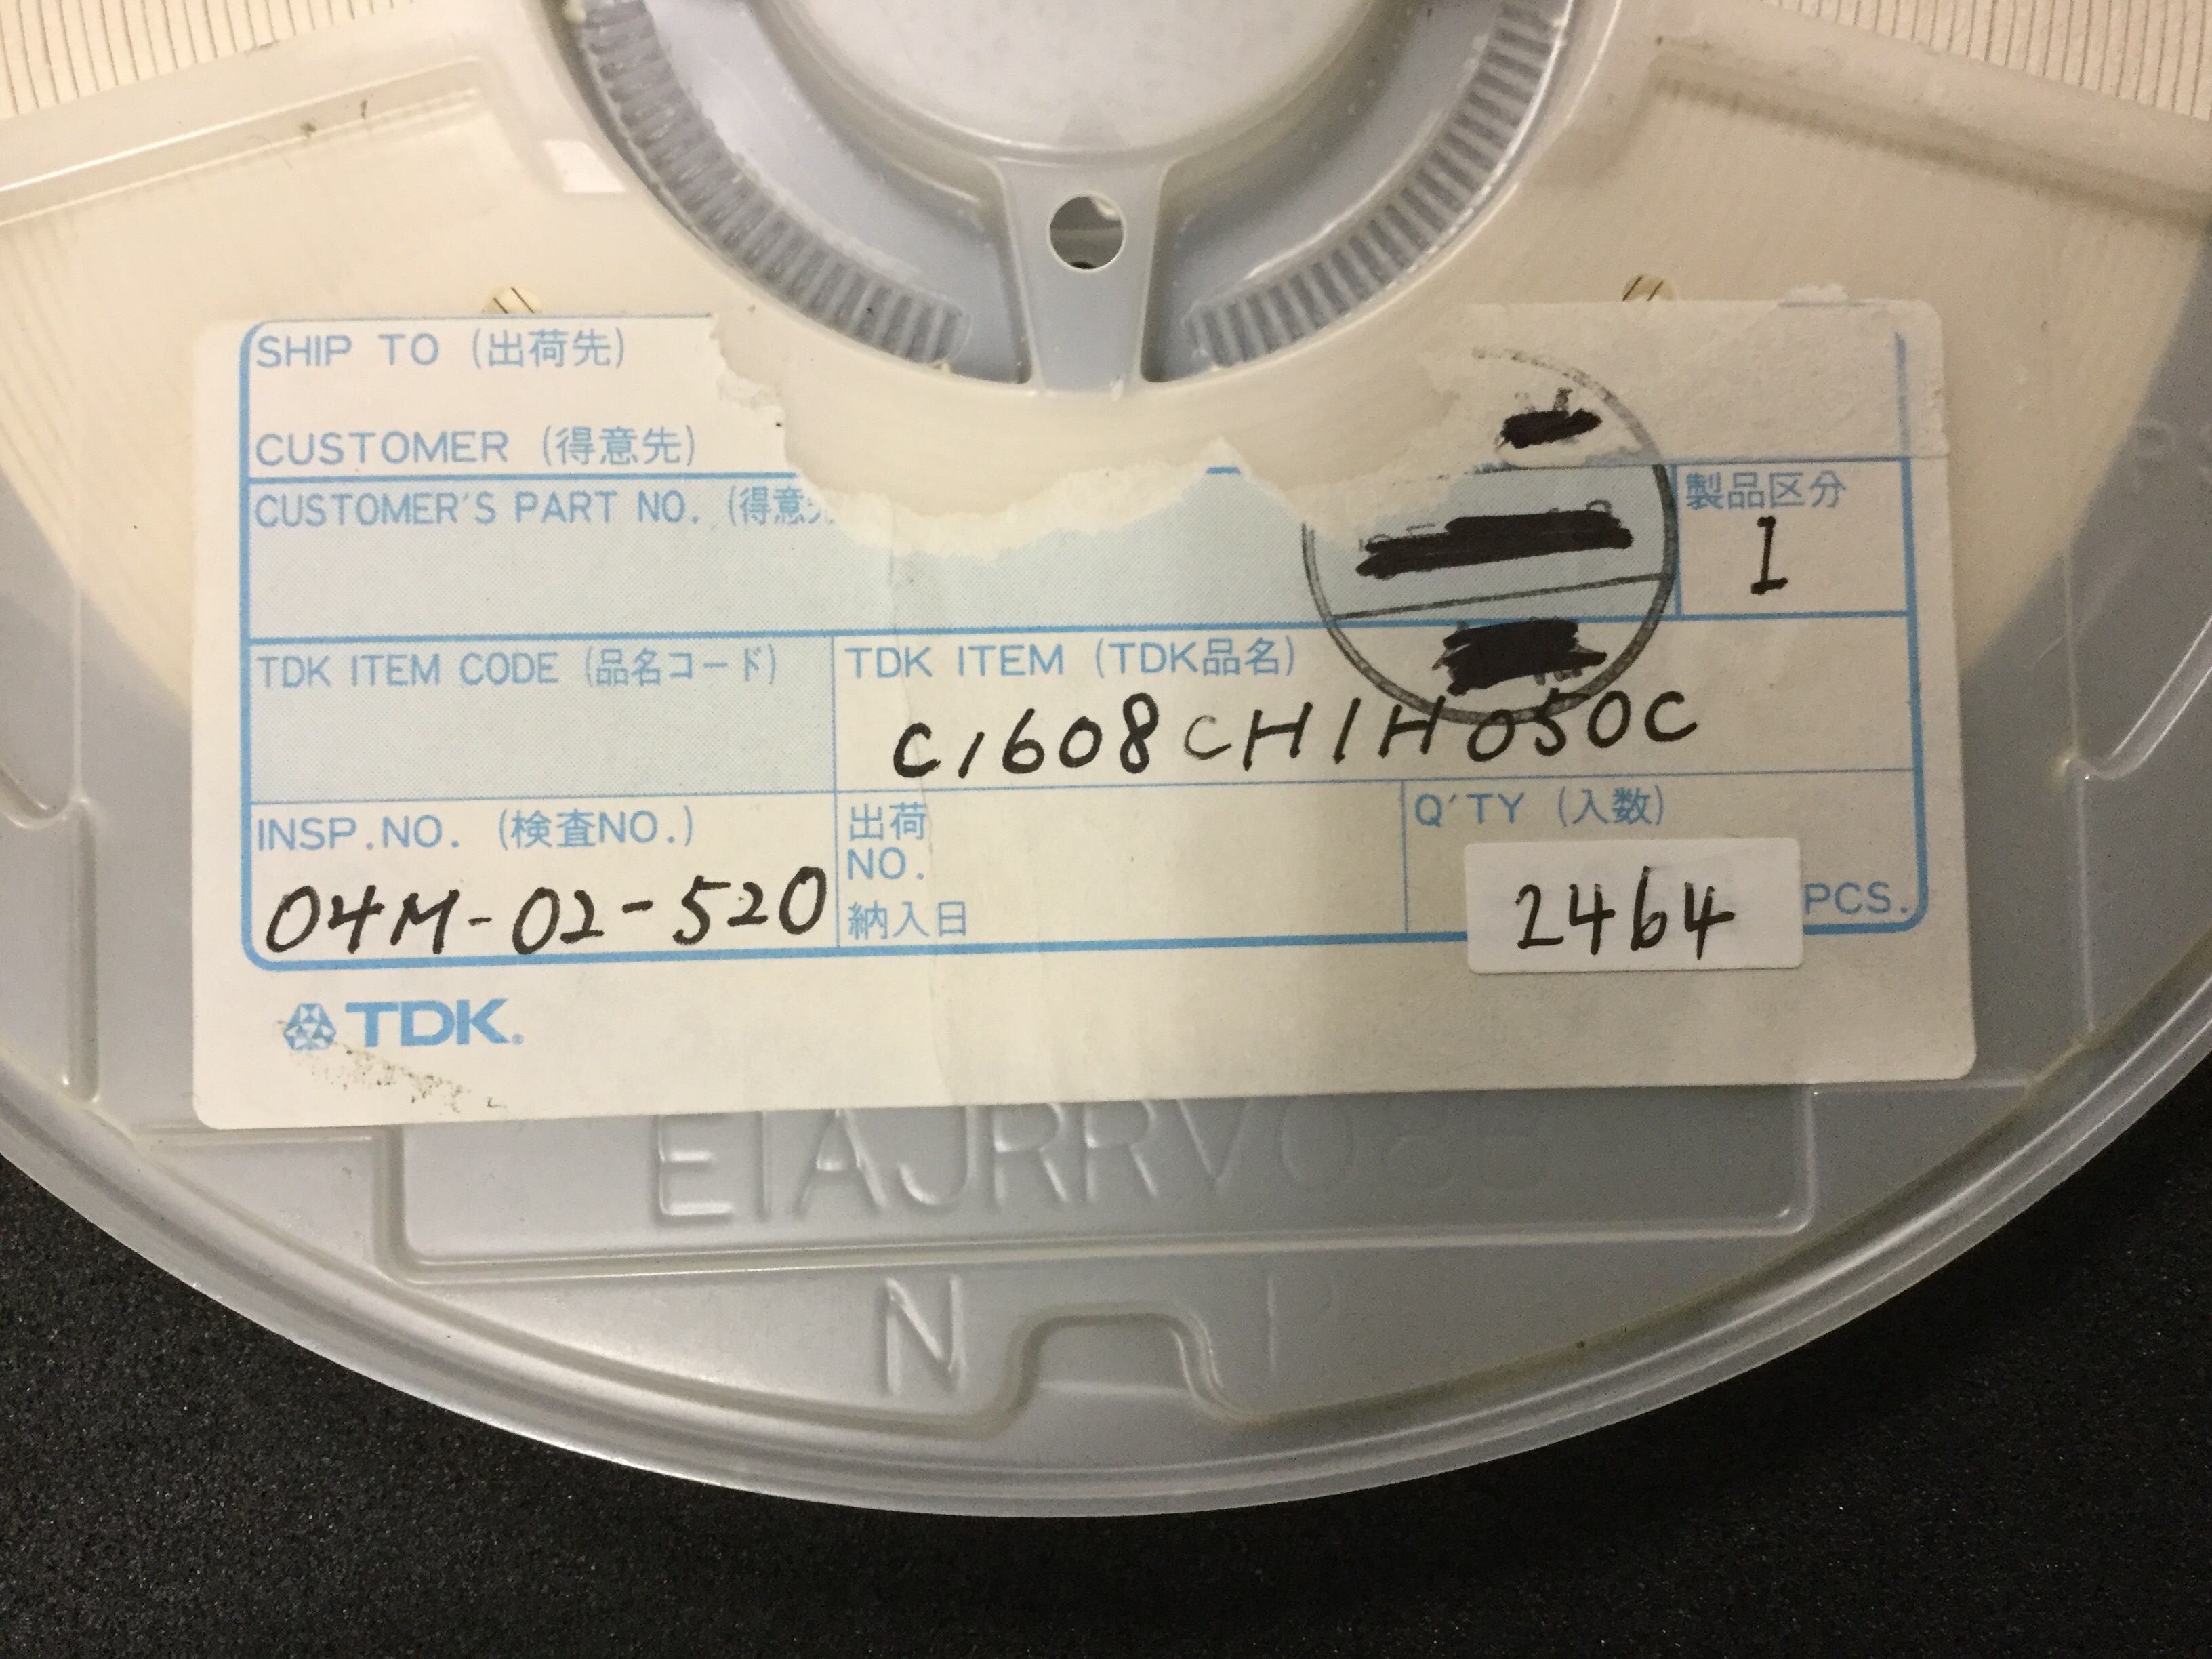 SHIP TO (出荷先)
CUSTOMER (得意先)
CUSTOMER'S PART NO. (得意
製品区分
I
TDK ITEM CODE (品名コード)
TDK ITEM (TDK品名)
C1608CH1H050C
INSP.NO. (検査NO.)
04M-02-520
出荷
NO.
納入日
Q'TY (入数)
2464 PCS.
TDK
EIAJRRV08B
N